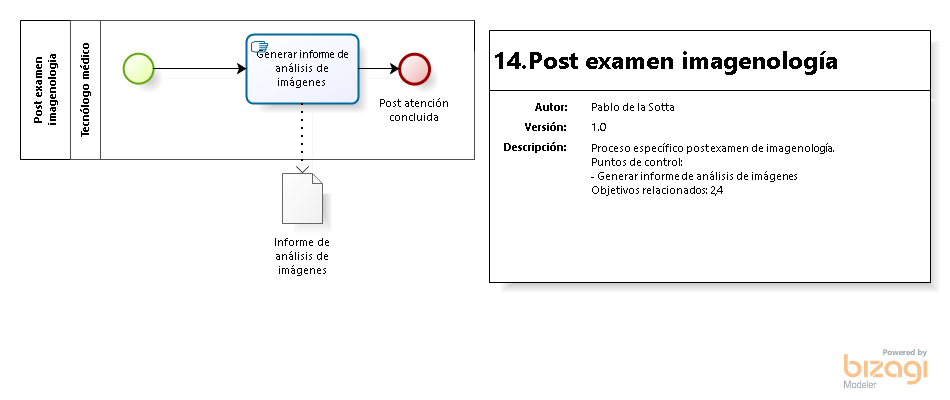 Post examen
imagenología
Tecnólogo médico
Generar informe de
análisis de
imágenes
Post atención
concluida
Informe de
análisis de
imágenes
14.Post examen imagenología
Autor: Pablo de la Sotta
Versión: 1.0
Descripción: Proceso específico postexamen de imagenología.
Puntos de control:
- Generar informe de análisis de imágenes
Objetivos relacionados: 2,4
Powered by
bizagi
Modeler